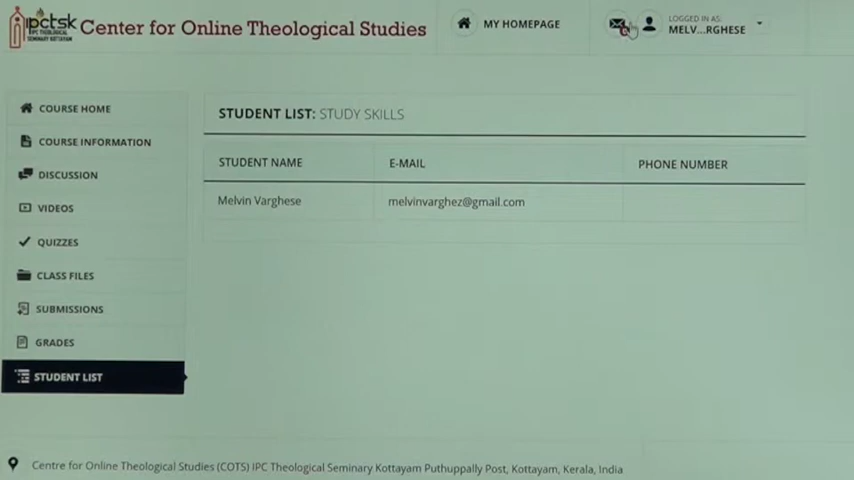 ipctsk
IPC THEOLOGICAL
SEMINARY KOTTAYAM
Center for Online Theological Studies
MY HOMEPAGE
LOGGED IN AS:
MELV...RGHESE
COURSE HOME
COURSE INFORMATION
DISCUSSION
VIDEOS
QUIZZES
CLASS FILES
SUBMISSIONS
GRADES
STUDENT LIST
STUDENT LIST: STUDY SKILLS
STUDENT NAME E-MAIL PHONE NUMBER
Melvin Varghese melvinvarghez@gmail.com
Centre for Online Theological Studies (COTS) IPC Theological Seminary Kottayam Puthuppally Post, Kottayam, Kerala, India